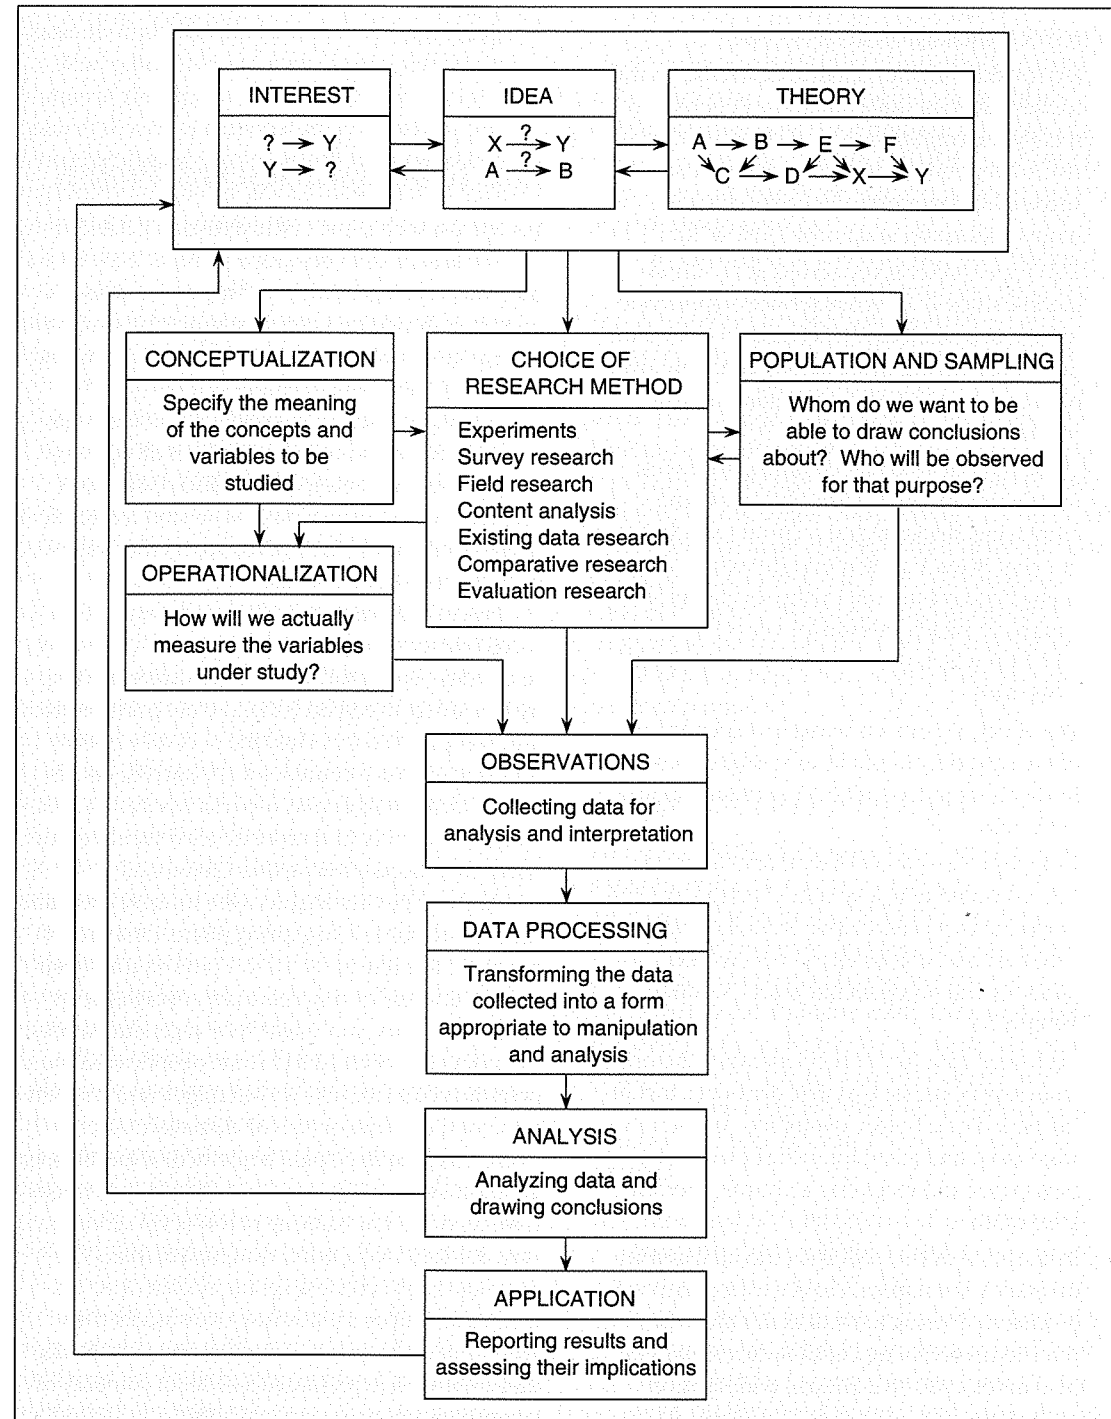 INTEREST
? → Y
Y → ?
IDEA
X ? → Y
A ? → B
THEORY
A → B → E → F
C → D → X → Y
CONCEPTUALIZATION
Specify the meaning
of the concepts and
variables to be
studied
CHOICE OF
RESEARCH METHOD
Experiments
Survey research
Field research
Content analysis
Existing data research
Comparative research
Evaluation research
POPULATION AND SAMPLING
Whom do we want to be
able to draw conclusions
about? Who will be observed
for that purpose?
OPERATIONALIZATION
How will we actually
measure the variables
under study?
OBSERVATIONS
Collecting data for
analysis and interpretation
DATA PROCESSING
Transforming the data
collected into a form
appropriate to manipulation
and analysis
ANALYSIS
Analyzing data and
drawing conclusions
APPLICATION
Reporting results and
assessing their implications